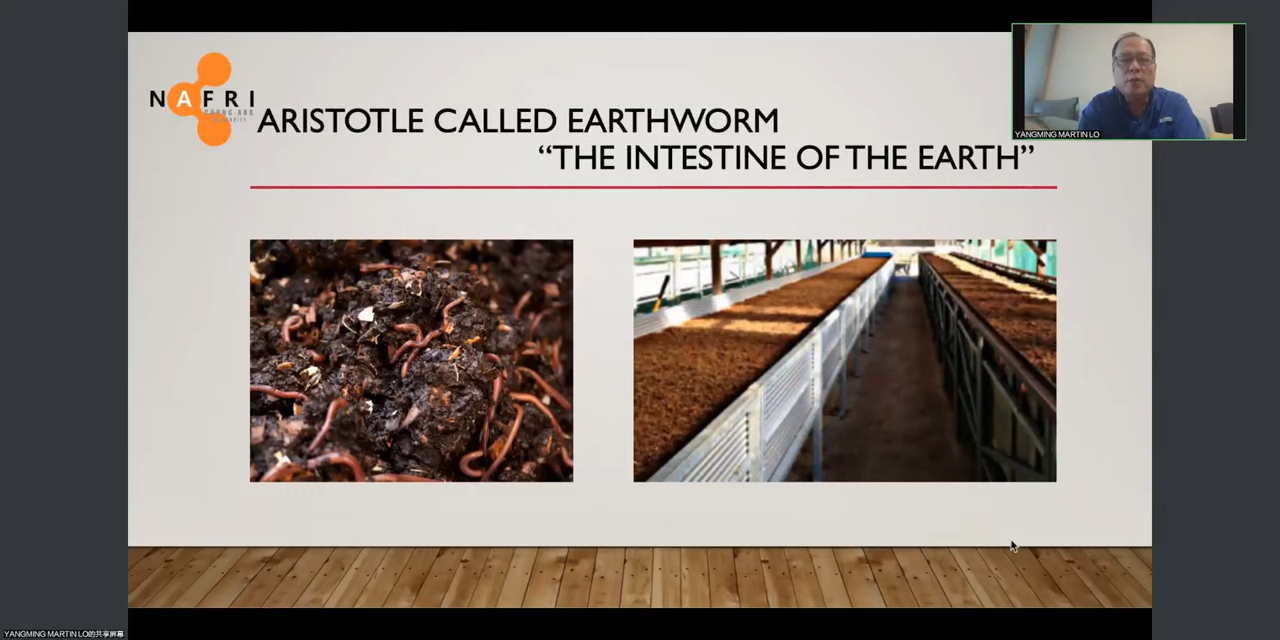 NAFRI
ARISTOTLE CALLED EARTHWORM
“THE INTESTINE OF THE EARTH”
YANGMING MARTIN LO
YANGMING MARTIN LO的共享屏幕